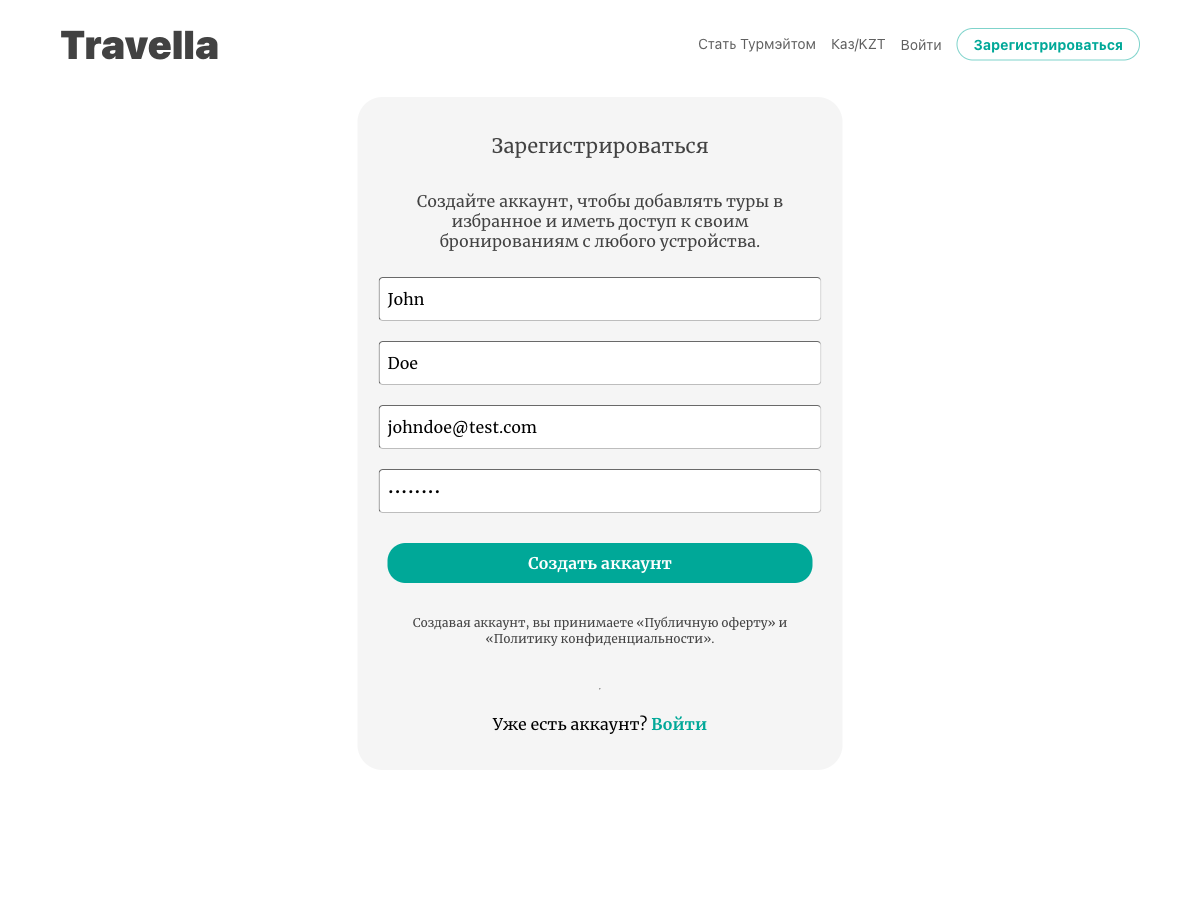 Travella
Стать Турмэйтом
Каз/KZT
Войти
Зарегистрироваться
Зарегистрироваться
Создайте аккаунт, чтобы добавлять туры в
избранное и иметь доступ к своим
бронированиям с любого устройства.
John
Doe
johndoe@test.com
••••••••
Создать аккаунт
Создавая аккаунт, вы принимаете «Публичную оферту» и
«Политику конфиденциальности».
.
Уже есть аккаунт? Войти